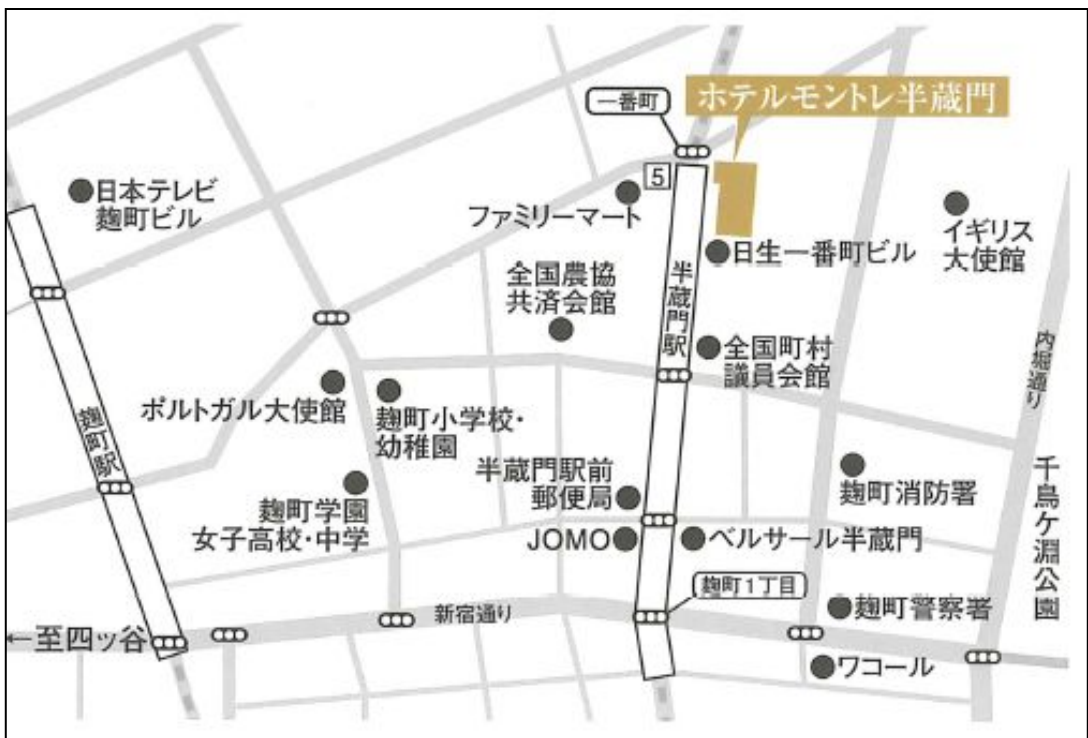 ホテルモントレ半蔵門
一番町
5
日本テレビ
麹町ビル
ファミリーマート
イギリス
大使館
日生一番町ビル
全国農協
共済会館
半蔵門駅
全国町村
議員会館
内堀通り
ポルトガル大使館
麹町小学校・
幼稚園
麹町駅
半蔵門駅前
郵便局
麹町消防署
千鳥ケ淵公園
麹町学園
女子高校・中学
JOMO
ベルサール半蔵門
麹町1丁目
新宿通り
麹町警察署
←至四ッ谷
ワコール